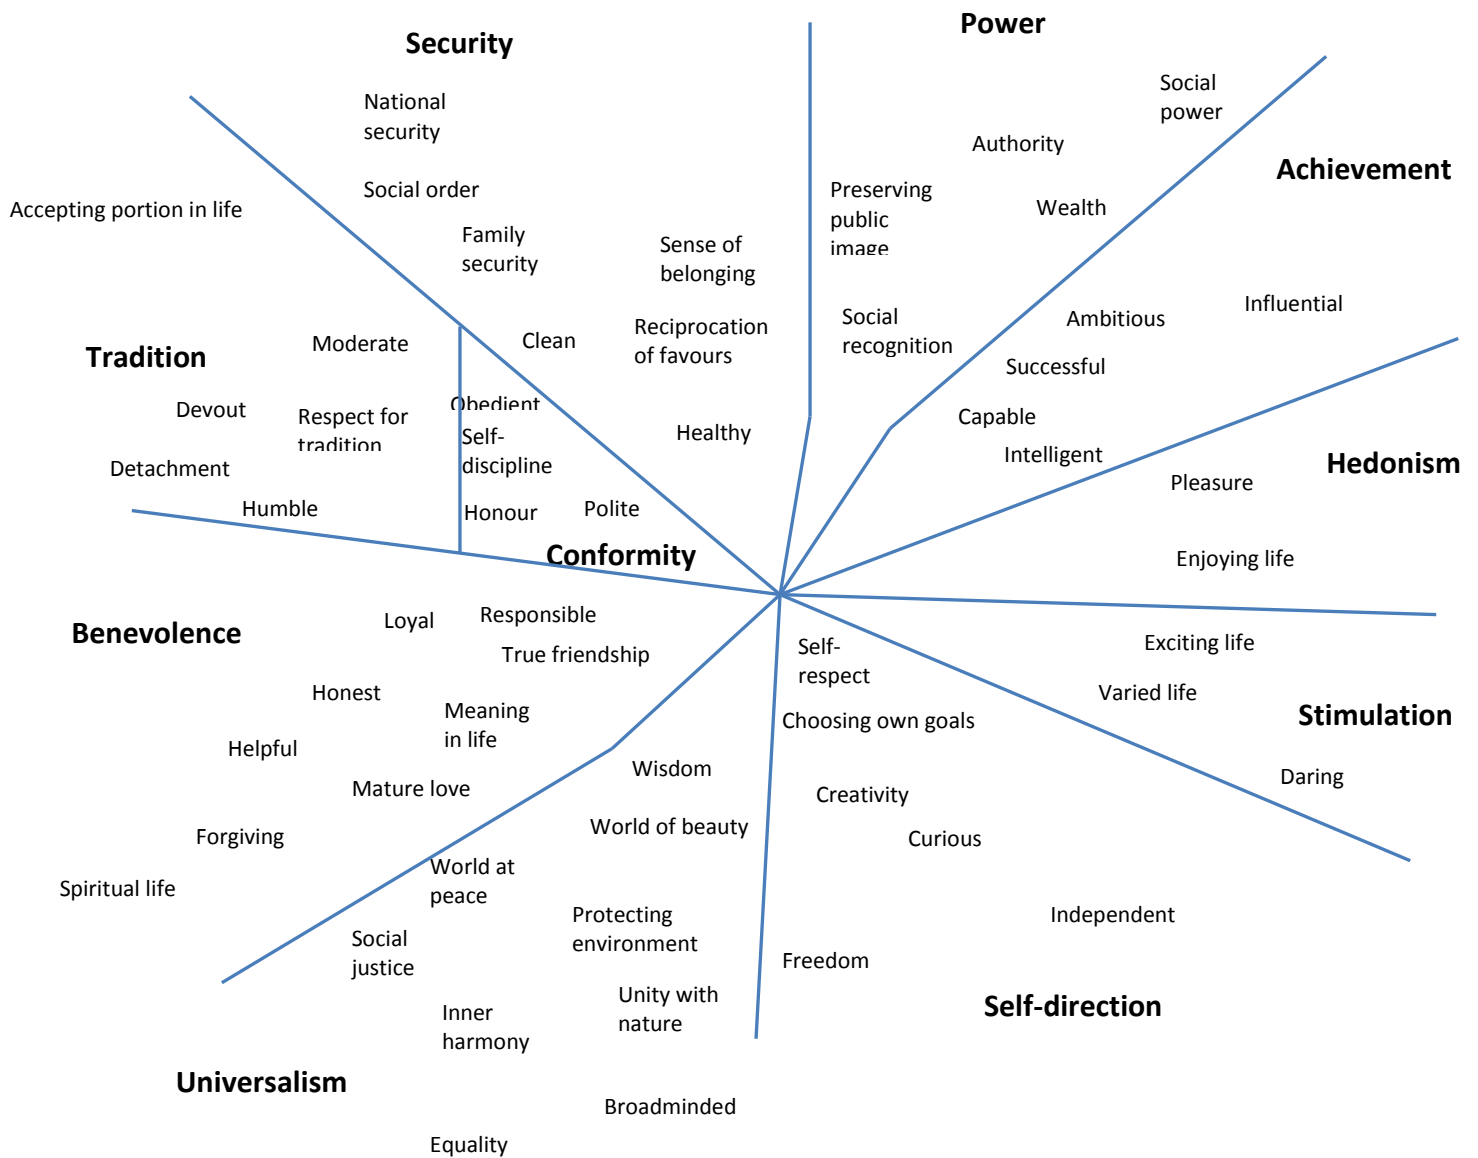 Security
National
security
Social order
Family
security
Sense of
belonging
Clean
Reciprocation
of favours
Healthy
Power
Social
power
Authority
Preserving
public
image
Wealth
Social
recognition
Achievement
Influential
Ambitious
Successful
Capable
Intelligent
Hedonism
Pleasure
Enjoying life
Exciting life
Varied life
Stimulation
Daring
Self-
respect
Choosing own goals
Creativity
Curious
Independent
Freedom
Self-direction
Wisdom
World of beauty
World at
peace
Protecting
environment
Social
justice
Unity with
nature
Inner
harmony
Universalism
Broadminded
Equality
Benevolence
Loyal
Responsible
True friendship
Honest
Meaning
in life
Helpful
Mature love
Forgiving
Spiritual life
Accepting portion in life
Tradition
Moderate
Devout
Respect for
tradition
Detachment
Humble
Obedient
Self-
discipline
Honour
Polite
Conformity